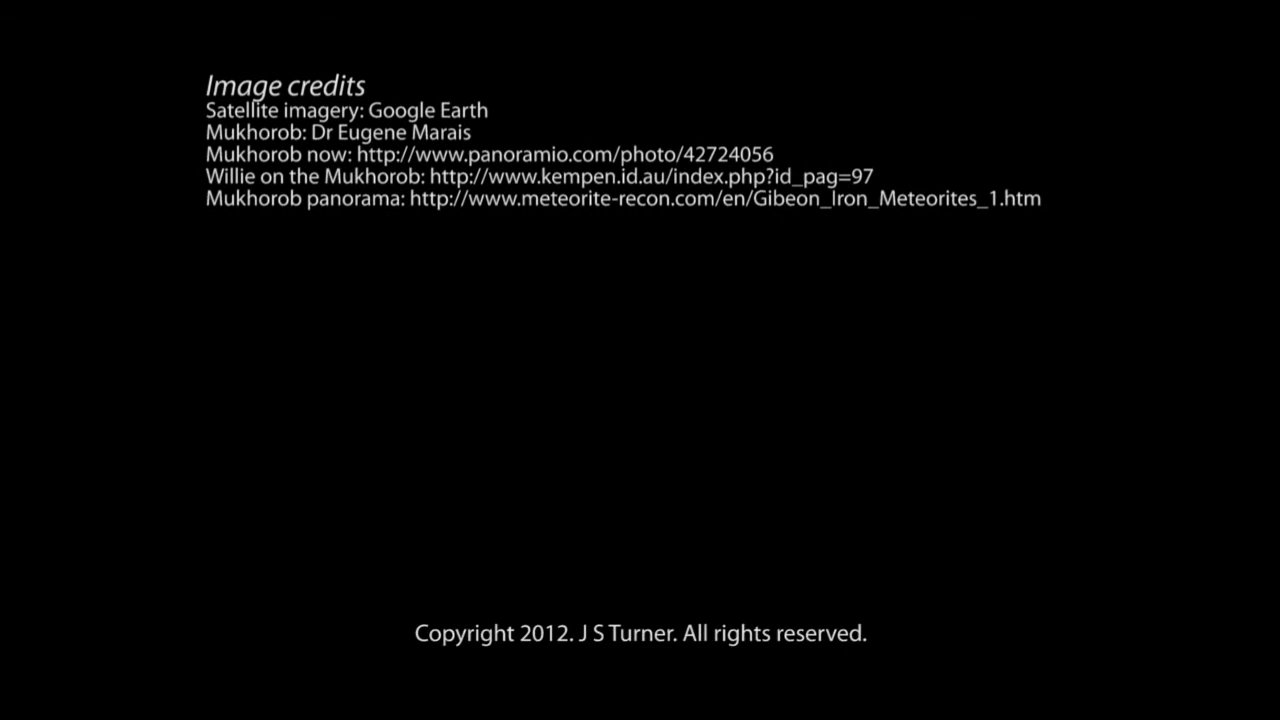 Image credits
Satellite imagery: Google Earth
Mukhorob: Dr Eugene Marais
Mukhorob now: http://www.panoramio.com/photo/42724056
Willie on the Mukhorob: http://www.kempen.id.au/index.php?id_pag=97
Mukhorob panorama: http://www.meteorite-recon.com/en/Gibeon_Iron_Meteorites_1.htm
Copyright 2012. J S Turner. All rights reserved.